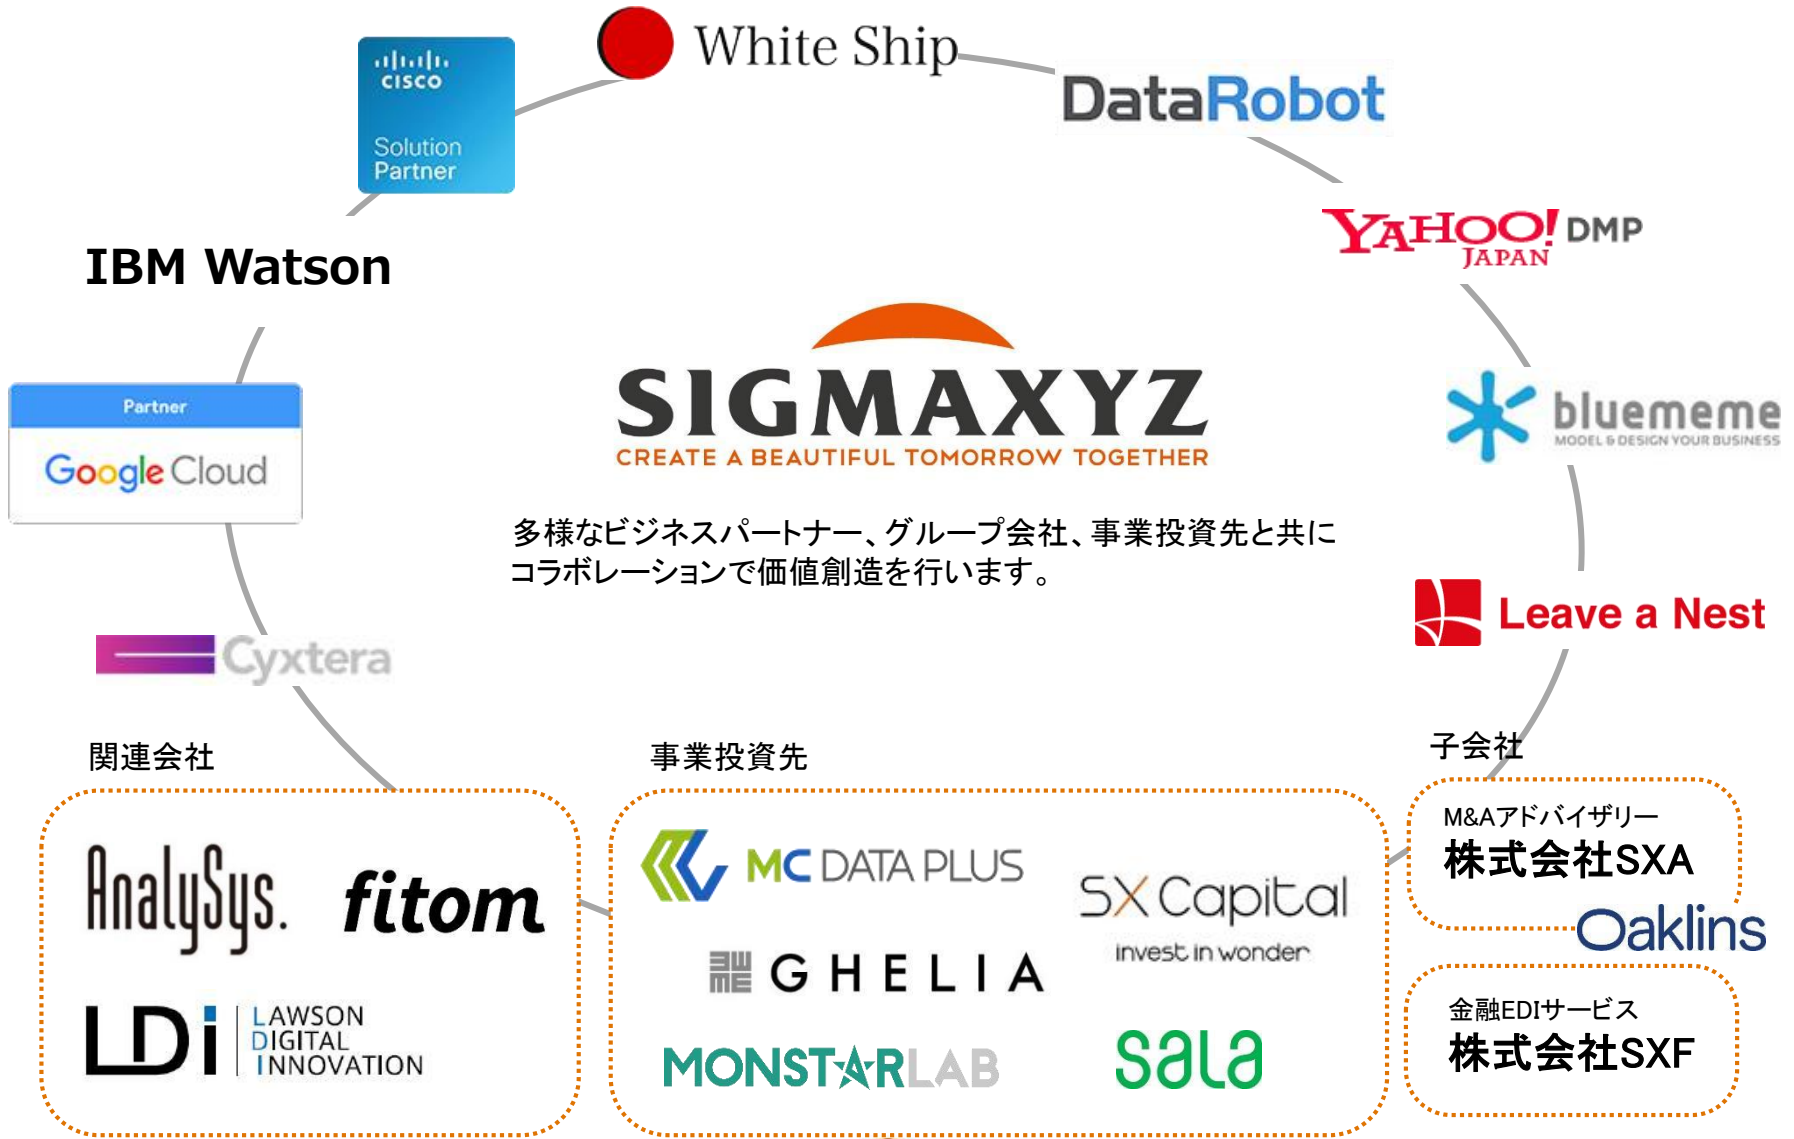 White Ship
CISCO
Solution
Partner
DataRobot
YAHOO! DMP
JAPAN
IBM Watson
SIGMAXYZ
CREATE A BEAUTIFUL TOMORROW TOGETHER
Partner
Google Cloud
bluememe
MODEL & DESIGN YOUR BUSINESS
多様なビジネスパートナー、グループ会社、事業投資先と共に
コラボレーションで価値創造を行います。
Leave a Nest
Cyxtera
関連会社
AnalySys.
fitom
LDi
LAWSON
DIGITAL
INNOVATION
事業投資先
MC DATA PLUS
SX Capital
invest in wonder
GHELIA
MONSTARLAB
sala
子会社
M&Aアドバイザリー
株式会社SXA
Oaklins
金融EDIサービス
株式会社SXF